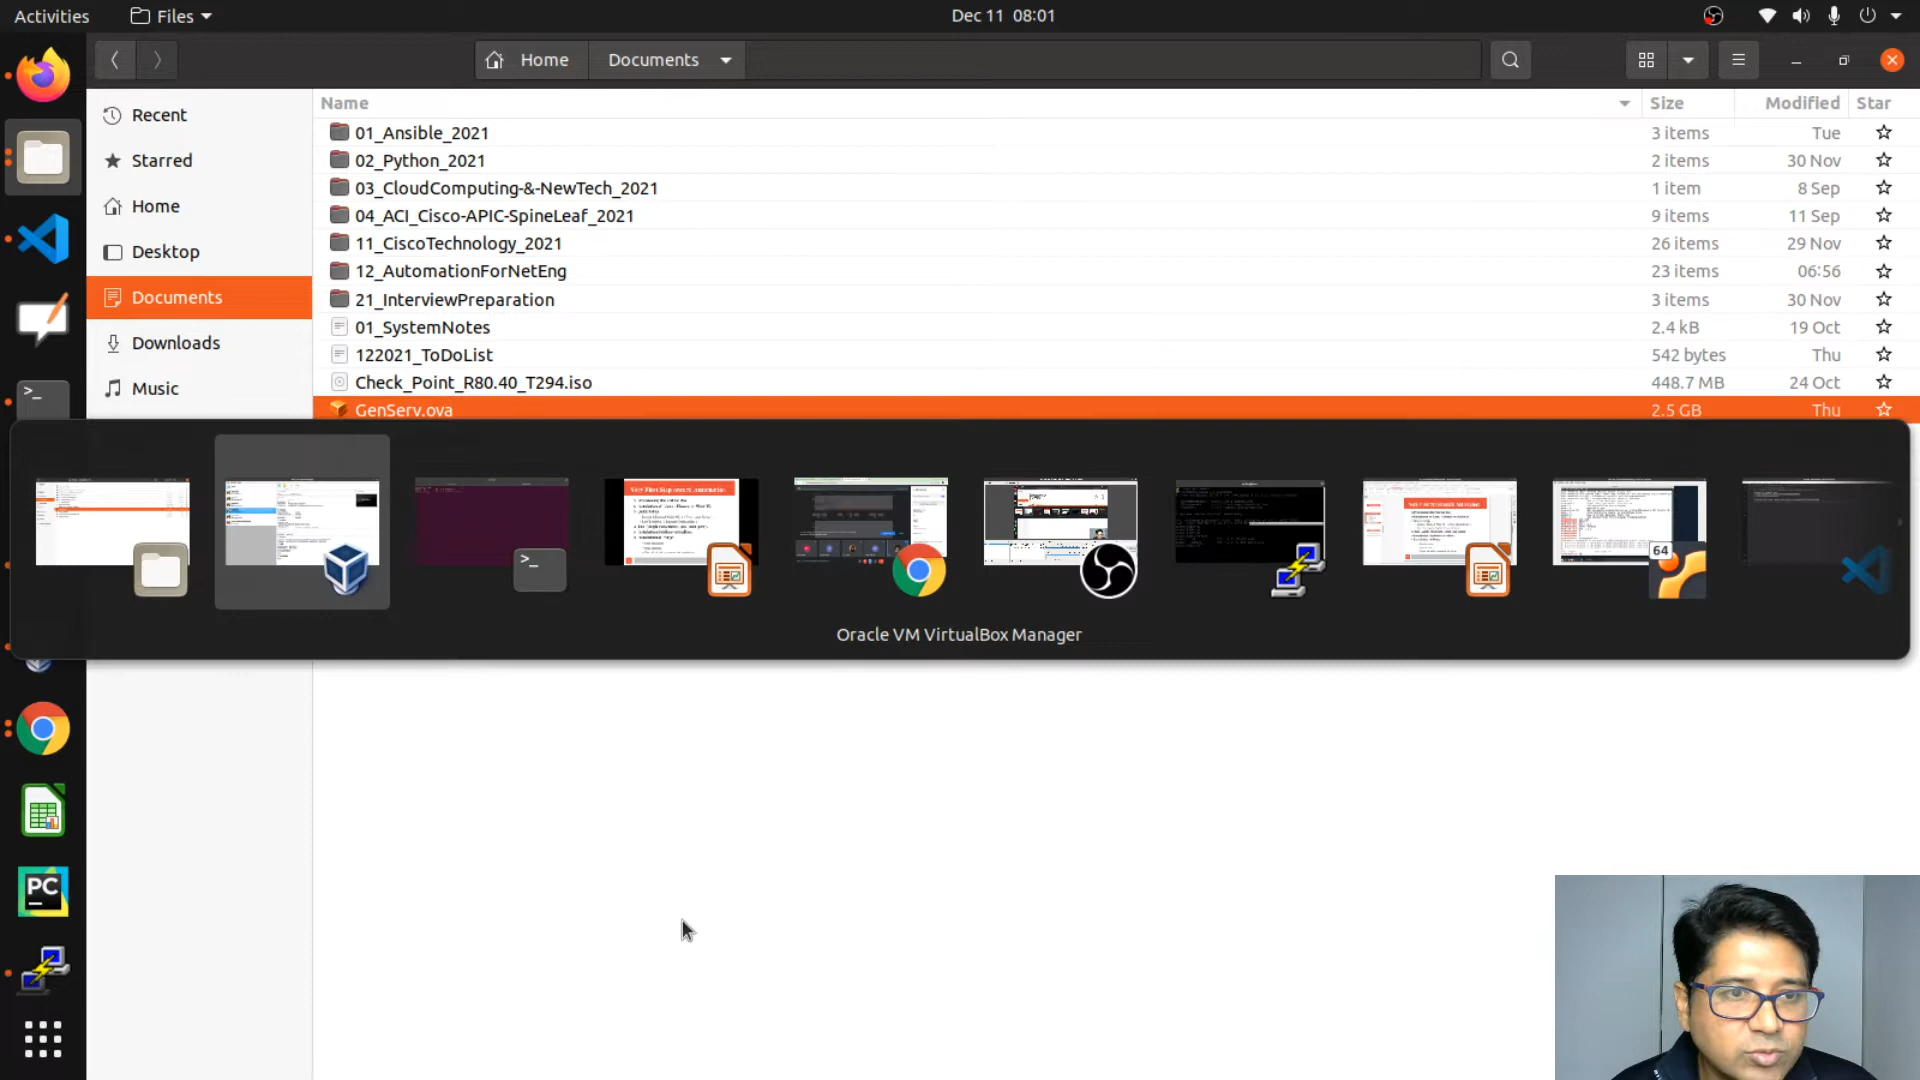 Activities
Files
Dec 11 08:01
Home
Documents
Recent
Starred
Home
Desktop
Documents
Downloads
Music
Name
Size
Modified
Star
01_Ansible_2021
3 items
Tue
02_Python_2021
2 items
30 Nov
03_CloudComputing-&-NewTech_2021
1 item
8 Sep
04_ACI_Cisco-APIC-SpineLeaf_2021
9 items
11 Sep
11_CiscoTechnology_2021
26 items
29 Nov
12_AutomationForNetEng
23 items
06:56
21_InterviewPreparation
3 items
30 Nov
01_SystemNotes
2.4 kB
19 Oct
122021_ToDoList
542 bytes
Thu
Check_Point_R80.40_T294.iso
448.7 MB
24 Oct
GenServ.ova
2.5 GB
Thu
>_
>_
64
Oracle VM VirtualBox Manager
PC